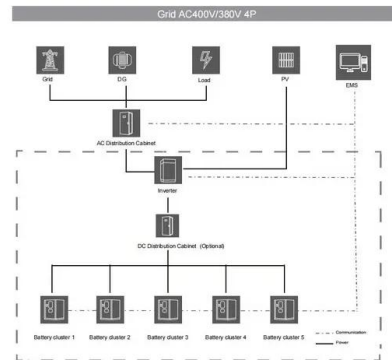 Grid AC400V/380V 4P
Grid
DG
Load
PV
EMS
AC Distribution Cabinet
Inverter
DC Distribution Cabinet (Optional)
Battery cluster 1
Battery cluster 2
Battery cluster 3
Battery cluster 4
Battery cluster 5
Communication
Power